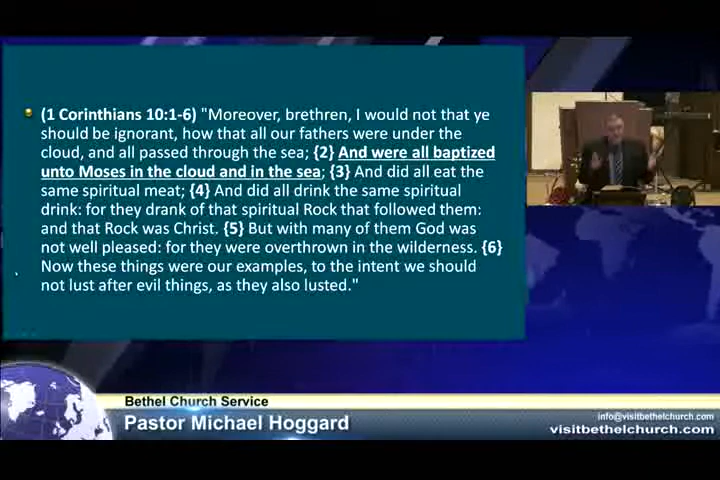 (1 Corinthians 10:1-6) "Moreover, brethren, I would not that ye
should be ignorant, how that all our fathers were under the
cloud, and all passed through the sea; {2} And were all baptized
unto Moses in the cloud and in the sea; {3} And did all eat the
same spiritual meat; {4} And did all drink the same spiritual
drink: for they drank of that spiritual Rock that followed them:
and that Rock was Christ. {5} But with many of them God was
not well pleased: for they were overthrown in the wilderness. {6}
Now these things were our examples, to the intent we should
not lust after evil things, as they also lusted."
Bethel Church Service
Pastor Michael Hoggard
info@visitbethelchurch.com
visitbethelchurch.com